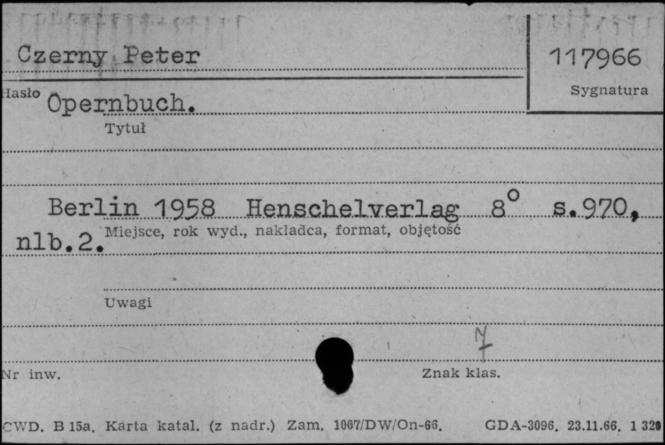 Czerny Peter
117966
Hasło
Sygnatura
Opernbuch.
Tytuł
Berlin 1958 Henschelverlag 8° s.970,
nlb.2.
Miejsce, rok wyd., nakładca, format, objętość
Uwagi
7
Nr inw.
Znak klas.
CWD. B 15a. Karta katal. (z nadr.) Zam. 1067/DW/On-66. GDA-3096. 23.11.66. 1 320